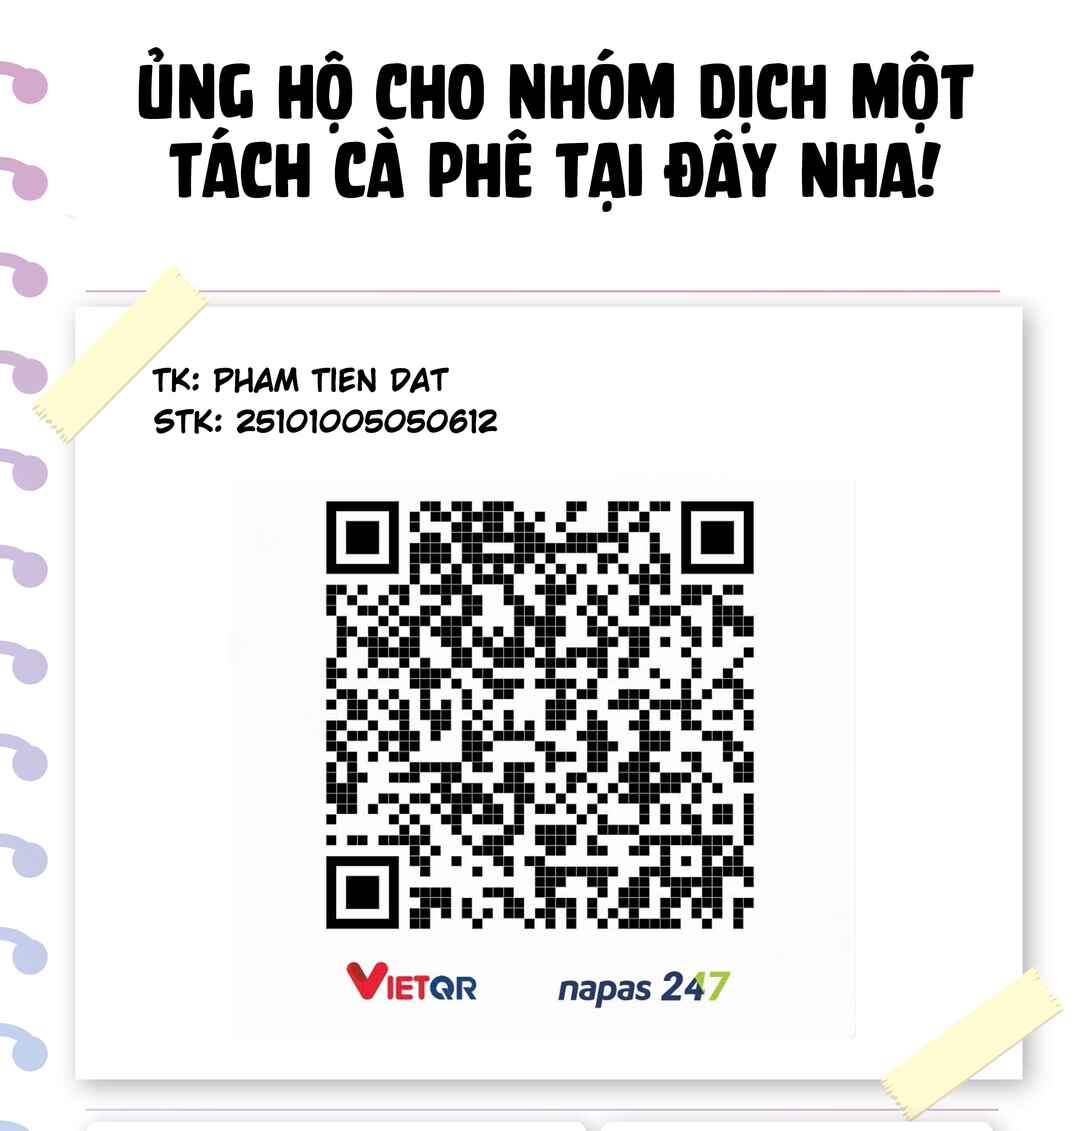 ỦNG HỘ CHO NHÓM DỊCH MỘT
TÁCH CÀ PHÊ TẠI ĐÂY NHA!
TK: PHAM TIEN DAT
STK: 25101005050612
VIETQR napas 247